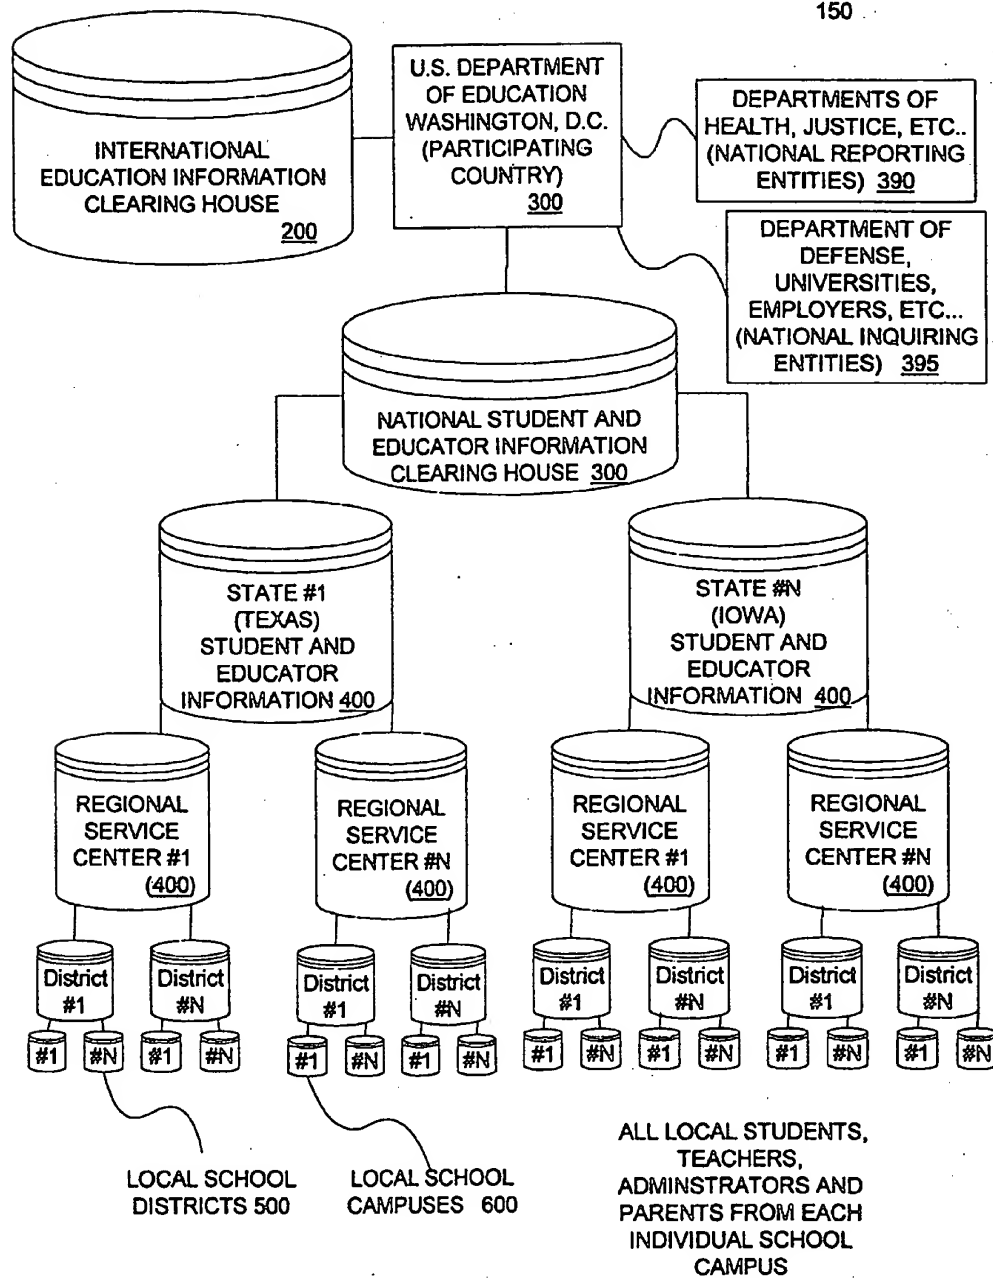 150
INTERNATIONAL
EDUCATION INFORMATION
CLEARING HOUSE
200
U.S. DEPARTMENT
OF EDUCATION
WASHINGTON, D.C.
(PARTICIPATING
COUNTRY)
300
DEPARTMENTS OF
HEALTH, JUSTICE, ETC..
(NATIONAL REPORTING
ENTITIES) 390
DEPARTMENT OF
DEFENSE,
UNIVERSITIES,
EMPLOYERS, ETC...
(NATIONAL INQUIRING
ENTITIES) 395
NATIONAL STUDENT AND
EDUCATOR INFORMATION
CLEARING HOUSE 300
STATE #1
(TEXAS)
STUDENT AND
EDUCATOR
INFORMATION 400
STATE #N
(IOWA)
STUDENT AND
EDUCATOR
INFORMATION 400
REGIONAL
SERVICE
CENTER #1
(400)
REGIONAL
SERVICE
CENTER #N
(400)
REGIONAL
SERVICE
CENTER #1
(400)
REGIONAL
SERVICE
CENTER #N
(400)
District
#1
District
#N
District
#1
District
#N
District
#1
District
#N
District
#1
District
#N
#1
#N
#1
#N
#1
#N
#1
#N
#1
#N
#1
#N
#1
#N
#1
#N
LOCAL SCHOOL
DISTRICTS 500
LOCAL SCHOOL
CAMPUSES 600
ALL LOCAL STUDENTS,
TEACHERS,
ADMINSTRATORS AND
PARENTS FROM EACH
INDIVIDUAL SCHOOL
CAMPUS